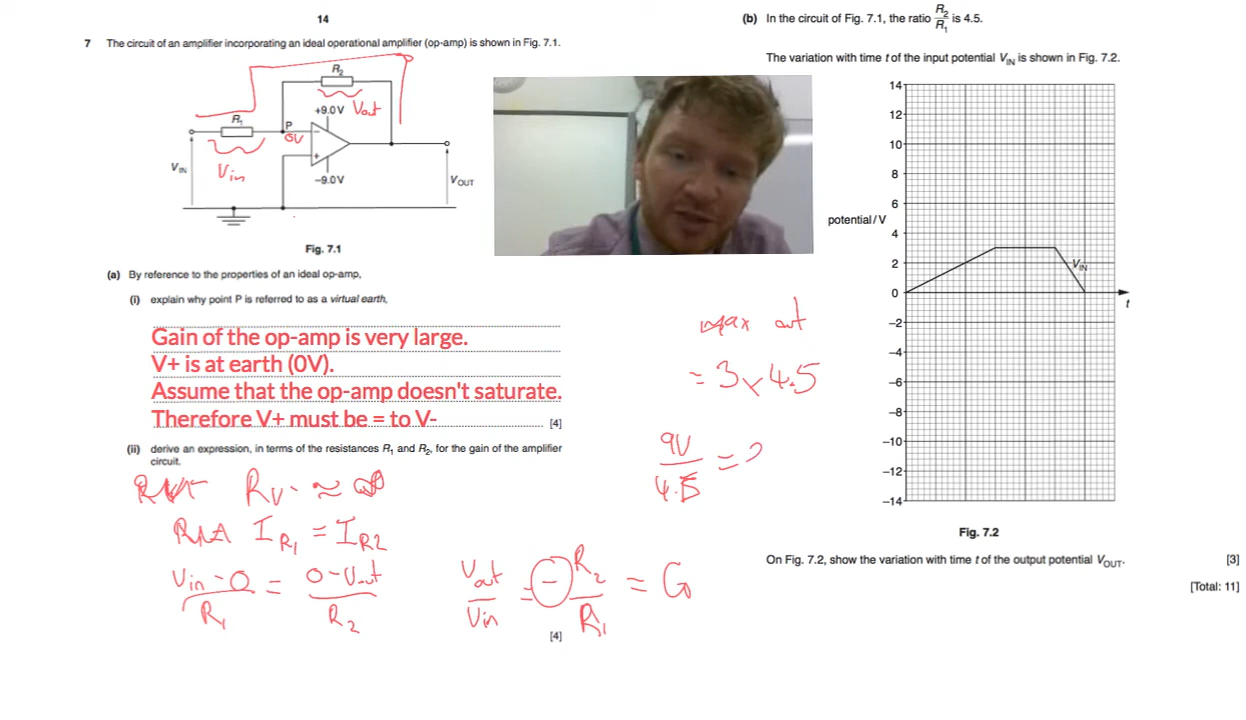 14
7 The circuit of an amplifier incorporating an ideal operational amplifier (op-amp) is shown in Fig. 7.1.
R2
+9.0V Vout
R1
P
0V
−
+
VIN
Vin
−9.0V
VOUT
Fig. 7.1
(a) By reference to the properties of an ideal op-amp,
(i) explain why point P is referred to as a virtual earth,
Gain of the op-amp is very large.
V+ is at earth (0V).
Assume that the op-amp doesn't saturate.
Therefore V+ must be = to V-
[4]
(ii) derive an expression, in terms of the resistances R1 and R2, for the gain of the amplifier
circuit.
RV- ≈ ∞
I R1 = I R2
Vin - 0 / R1 = 0 - Vout / R2
Vout / Vin = - R2 / R1 = G
[4]
Max out
= 3 x 4.5
9V / 4.5 = 2
(b) In the circuit of Fig. 7.1, the ratio R2/R1 is 4.5.
The variation with time t of the input potential VIN is shown in Fig. 7.2.
14
12
10
8
6
potential/V
4
2
VIN
0
t
−2
−4
−6
−8
−10
−12
−14
Fig. 7.2
On Fig. 7.2, show the variation with time t of the output potential VOUT.
[3]
[Total: 11]